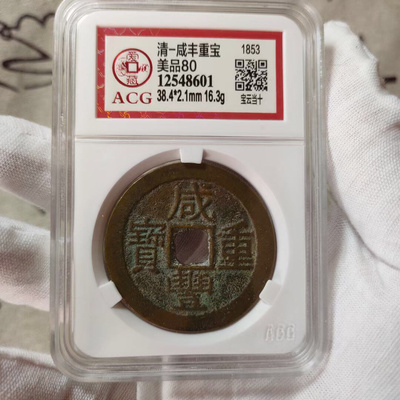 清-咸丰重宝
1853
美品80
12548601
ACG
38.4*2.1mm 16.3g
宝云当十
咸
豐
重
寶
ACG